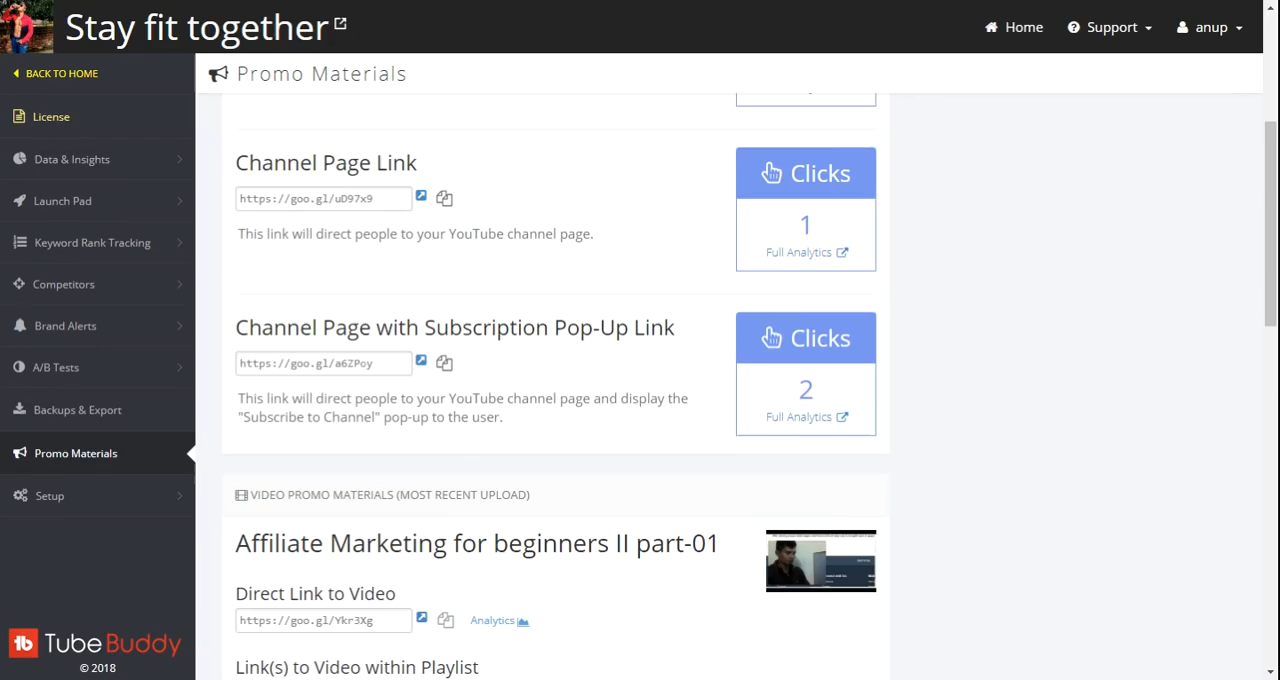 Stay fit together
Home
Support
anup
BACK TO HOME
Promo Materials
License
Data & Insights
Launch Pad
Keyword Rank Tracking
Competitors
Brand Alerts
A/B Tests
Backups & Export
Promo Materials
Setup
Channel Page Link
https://goo.gl/uD97x9
This link will direct people to your YouTube channel page.
Clicks
1
Full Analytics
Channel Page with Subscription Pop-Up Link
https://goo.gl/a6ZPoy
This link will direct people to your YouTube channel page and display the
"Subscribe to Channel" pop-up to the user.
Clicks
2
Full Analytics
VIDEO PROMO MATERIALS (MOST RECENT UPLOAD)
Affiliate Marketing for beginners II part-01
Direct Link to Video
https://goo.gl/Ykr3Xg
Analytics
Link(s) to Video within Playlist
tb TubeBuddy
© 2018